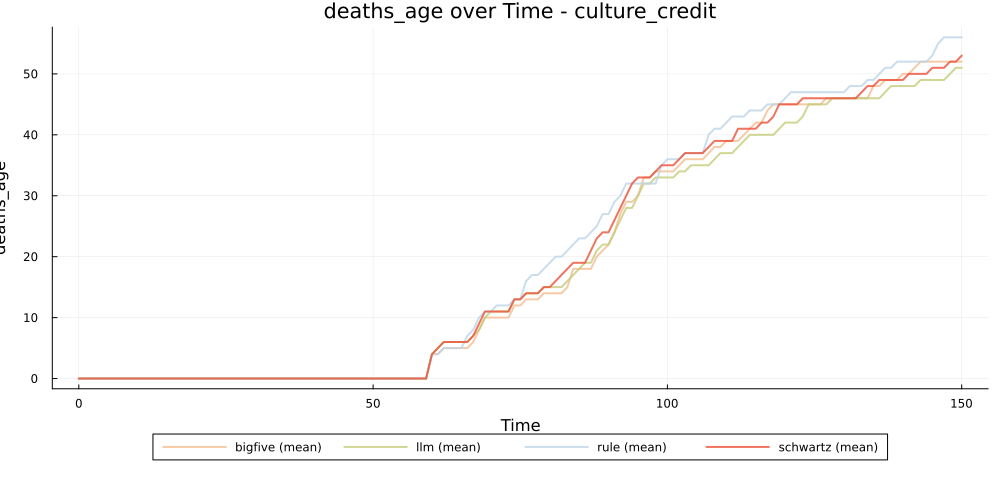 deaths_age over Time - culture_credit
deaths_age
50
40
30
20
10
0
0 50 100 150
Time
bigfive (mean) llm (mean) rule (mean) schwartz (mean)